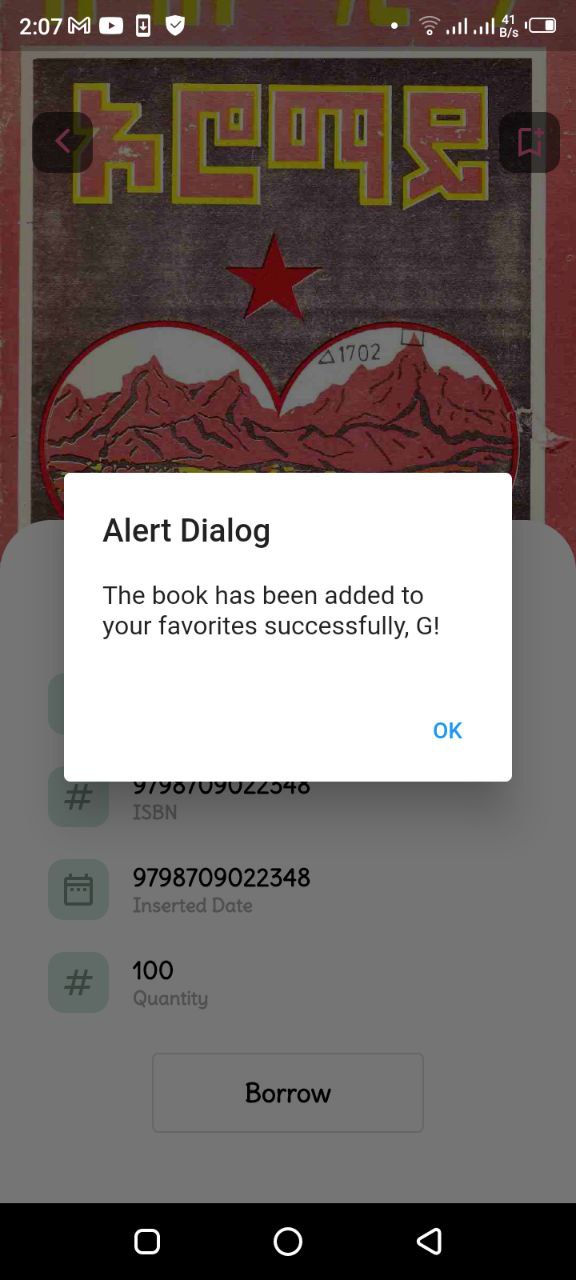 2:07
41
B/s
ኦሮማይ
△1702
Alert Dialog
The book has been added to
your favorites successfully, G!
OK
9798709022348
ISBN
9798709022348
Inserted Date
100
Quantity
Borrow